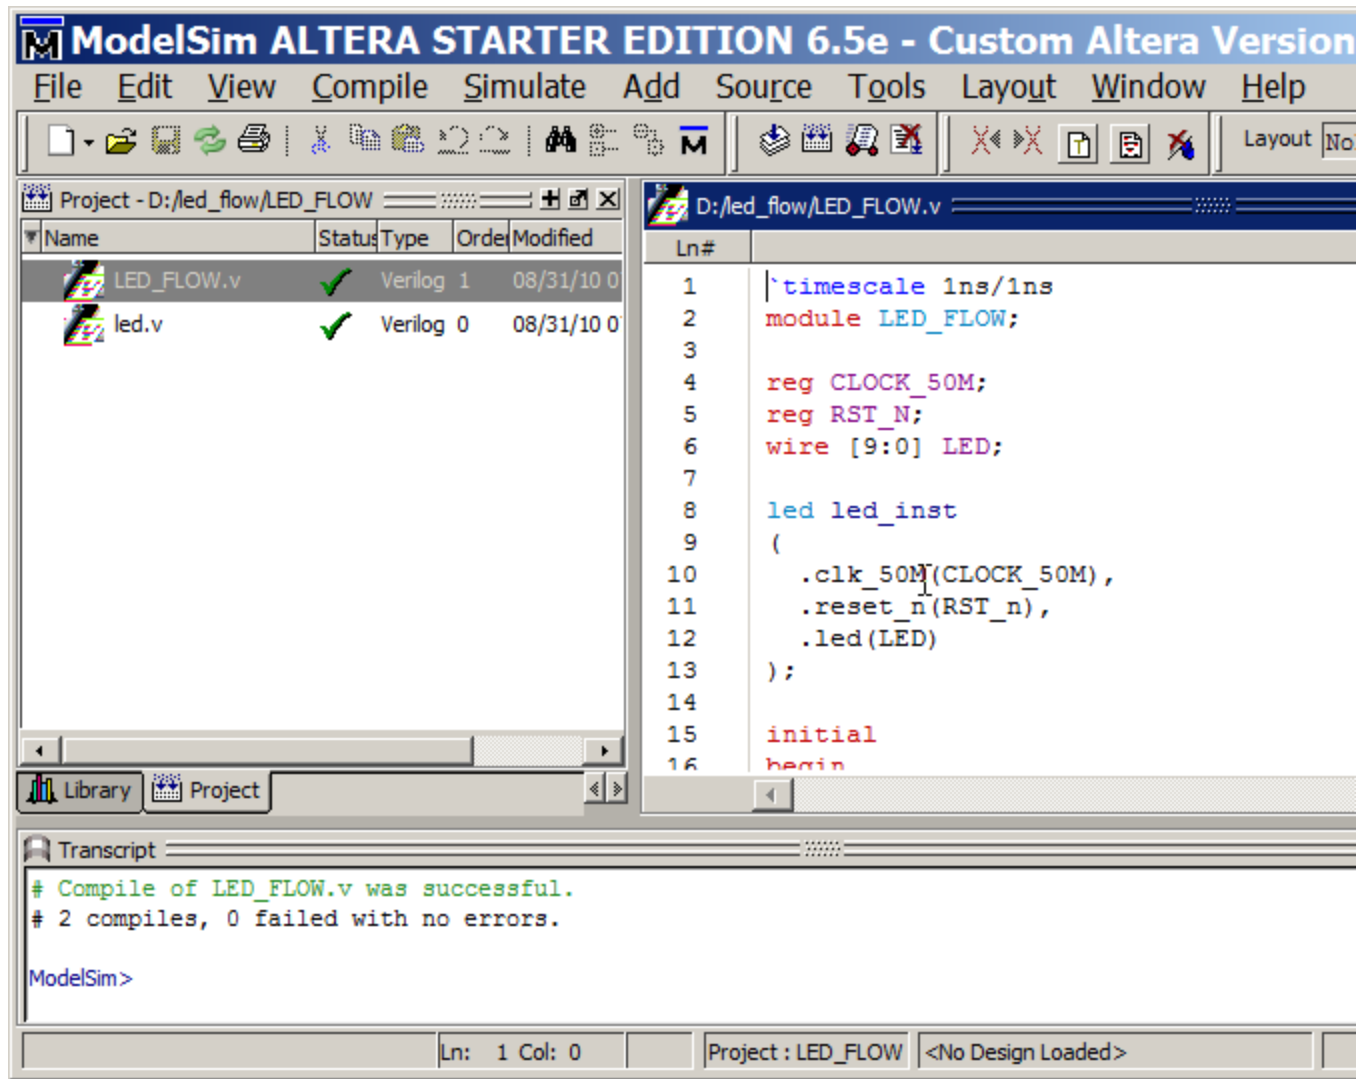 ModelSim ALTERA STARTER EDITION 6.5e - Custom Altera Version
File Edit View Compile Simulate Add Source Tools Layout Window Help
Layout No
Project - D:/led_flow/LED_FLOW
Name Status Type Order Modified
LED_FLOW.v Verilog 1 08/31/10 0
led.v Verilog 0 08/31/10 0
Library Project
D:/led_flow/LED_FLOW.v
Ln#
1 `timescale 1ns/1ns
2 module LED_FLOW;
3
4 reg CLOCK_50M;
5 reg RST_N;
6 wire [9:0] LED;
7
8 led led_inst
9 (
10 .clk_50M(CLOCK_50M),
11 .reset_n(RST_n),
12 .led(LED)
13 );
14
15 initial
16 begin
Transcript
# Compile of LED_FLOW.v was successful.
# 2 compiles, 0 failed with no errors.
ModelSim>
Ln: 1 Col: 0 Project : LED_FLOW <No Design Loaded>